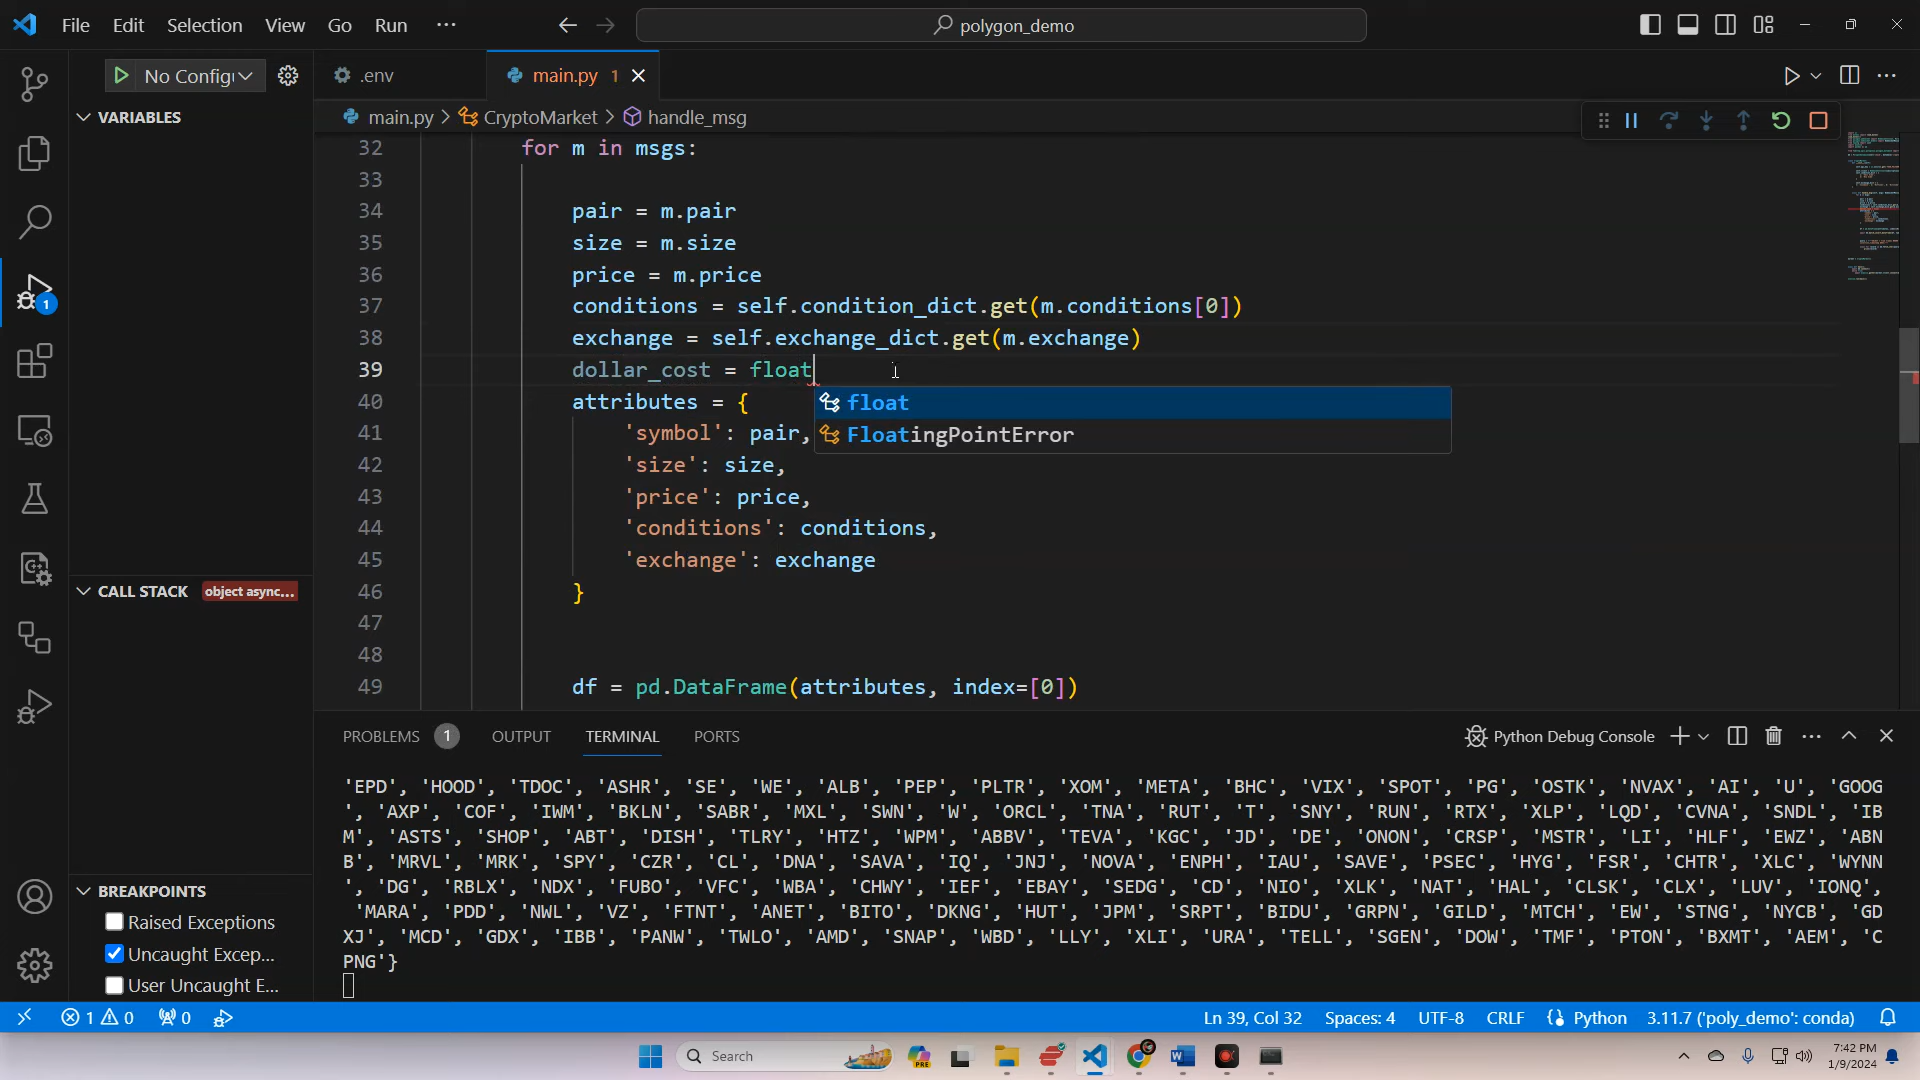 File Edit Selection View Go Run ··· polygon_demo
No Config
.env main.py 1
VARIABLES
main.py > CryptoMarket > handle_msg
32 for m in msgs:
33
34 pair = m.pair
35 size = m.size
36 price = m.price
37 conditions = self.condition_dict.get(m.conditions[0])
38 exchange = self.exchange_dict.get(m.exchange)
39 dollar_cost = float
40 attributes = {
float
41 'symbol': pair,
FloatingPointError
42 'size': size,
43 'price': price,
44 'conditions': conditions,
45 'exchange': exchange
46 }
47
48
49 df = pd.DataFrame(attributes, index=[0])
1
CALL STACK object async...
PROBLEMS 1 OUTPUT TERMINAL PORTS Python Debug Console
'EPD', 'HOOD', 'TDOC', 'ASHR', 'SE', 'WE', 'ALB', 'PEP', 'PLTR', 'XOM', 'META', 'BHC', 'VIX', 'SPOT', 'PG', 'OSTK', 'NVAX', 'AI', 'U', 'GOOG
', 'AXP', 'COF', 'IWM', 'BKLN', 'SABR', 'MXL', 'SWN', 'W', 'ORCL', 'TNA', 'RUT', 'T', 'SNY', 'RUN', 'RTX', 'XLP', 'LQD', 'CVNA', 'SNDL', 'IB
M', 'ASTS', 'SHOP', 'ABT', 'DISH', 'TLRY', 'HTZ', 'WPM', 'ABBV', 'TEVA', 'KGC', 'JD', 'DE', 'ONON', 'CRSP', 'MSTR', 'LI', 'HLF', 'EWZ', 'ABN
B', 'MRVL', 'MRK', 'SPY', 'CZR', 'CL', 'DNA', 'SAVA', 'IQ', 'JNJ', 'NOVA', 'ENPH', 'IAU', 'SAVE', 'PSEC', 'HYG', 'FSR', 'CHTR', 'XLC', 'WYNN
', 'DG', 'RBLX', 'NDX', 'FUBO', 'VFC', 'WBA', 'CHWY', 'IEF', 'EBAY', 'SEDG', 'CD', 'NIO', 'XLK', 'NAT', 'HAL', 'CLSK', 'CLX', 'LUV', 'IONQ',
'MARA', 'PDD', 'NWL', 'VZ', 'FTNT', 'ANET', 'BITO', 'DKNG', 'HUT', 'JPM', 'SRPT', 'BIDU', 'GRPN', 'GILD', 'MTCH', 'EW', 'STNG', 'NYCB', 'GD
XJ', 'MCD', 'GDX', 'IBB', 'PANW', 'TWLO', 'AMD', 'SNAP', 'WBD', 'LLY', 'XLI', 'URA', 'TELL', 'SGEN', 'DOW', 'TMF', 'PTON', 'BXMT', 'AEM', 'C
PNG'}
BREAKPOINTS
Raised Exceptions
Uncaught Excep...
User Uncaught E...
1 0 0 Ln 39, Col 32 Spaces: 4 UTF-8 CRLF Python 3.11.7 ('poly_demo': conda)
Search PRE 7:42 PM
1/9/2024